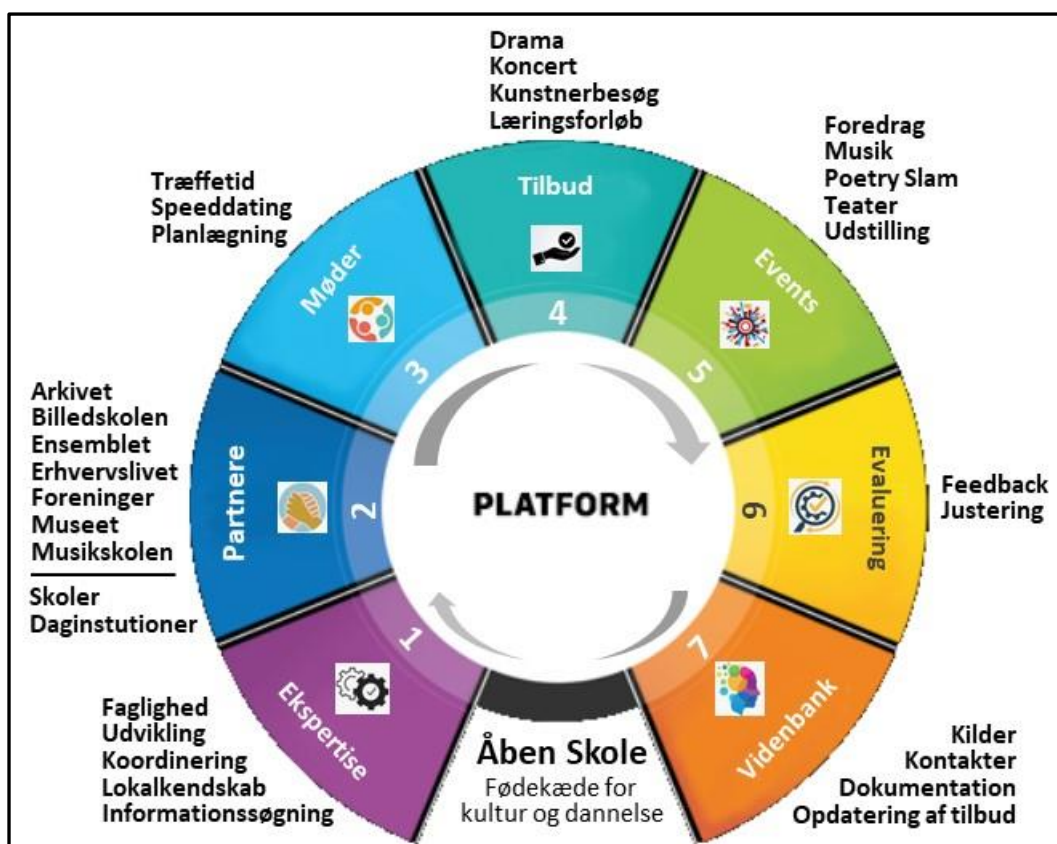 Drama
Koncert
Kunstnerbesøg
Læringsforløb
Foredrag
Musik
Poetry Slam
Teater
Udstilling
Træffetid
Speeddating
Planlægning
Tilbud
4
Møder
3
Events
5
Arkivet
Billedskolen
Ensemblet
Erhvervslivet
Foreninger
Museet
Musikskolen
Skoler
Daginstutioner
Partnere
2
PLATFORM
6
Evaluering
Feedback
Justering
1
Ekspertise
7
Videnbank
Faglighed
Udvikling
Koordinering
Lokalkendskab
Informationssøgning
Åben Skole
Fødekæde for
kultur og dannelse
Kilder
Kontakter
Dokumentation
Opdatering af tilbud